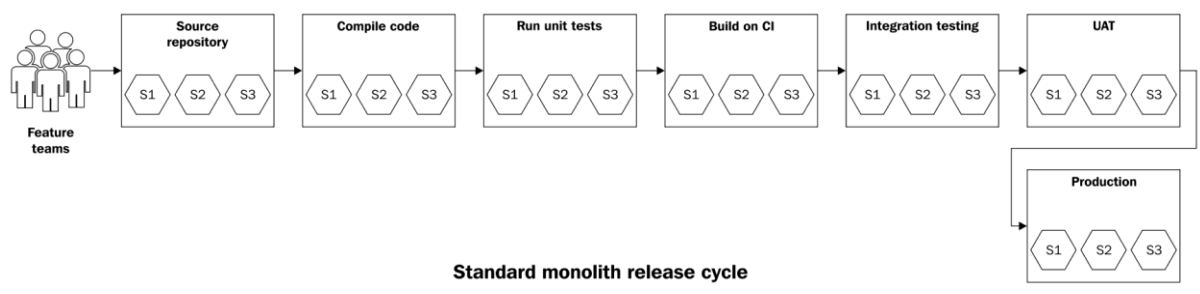 Feature
teams
Source
repository
S1 S2 S3
Compile code
S1 S2 S3
Run unit tests
S1 S2 S3
Build on CI
S1 S2 S3
Integration testing
S1 S2 S3
UAT
S1 S2 S3
Production
S1 S2 S3
Standard monolith release cycle